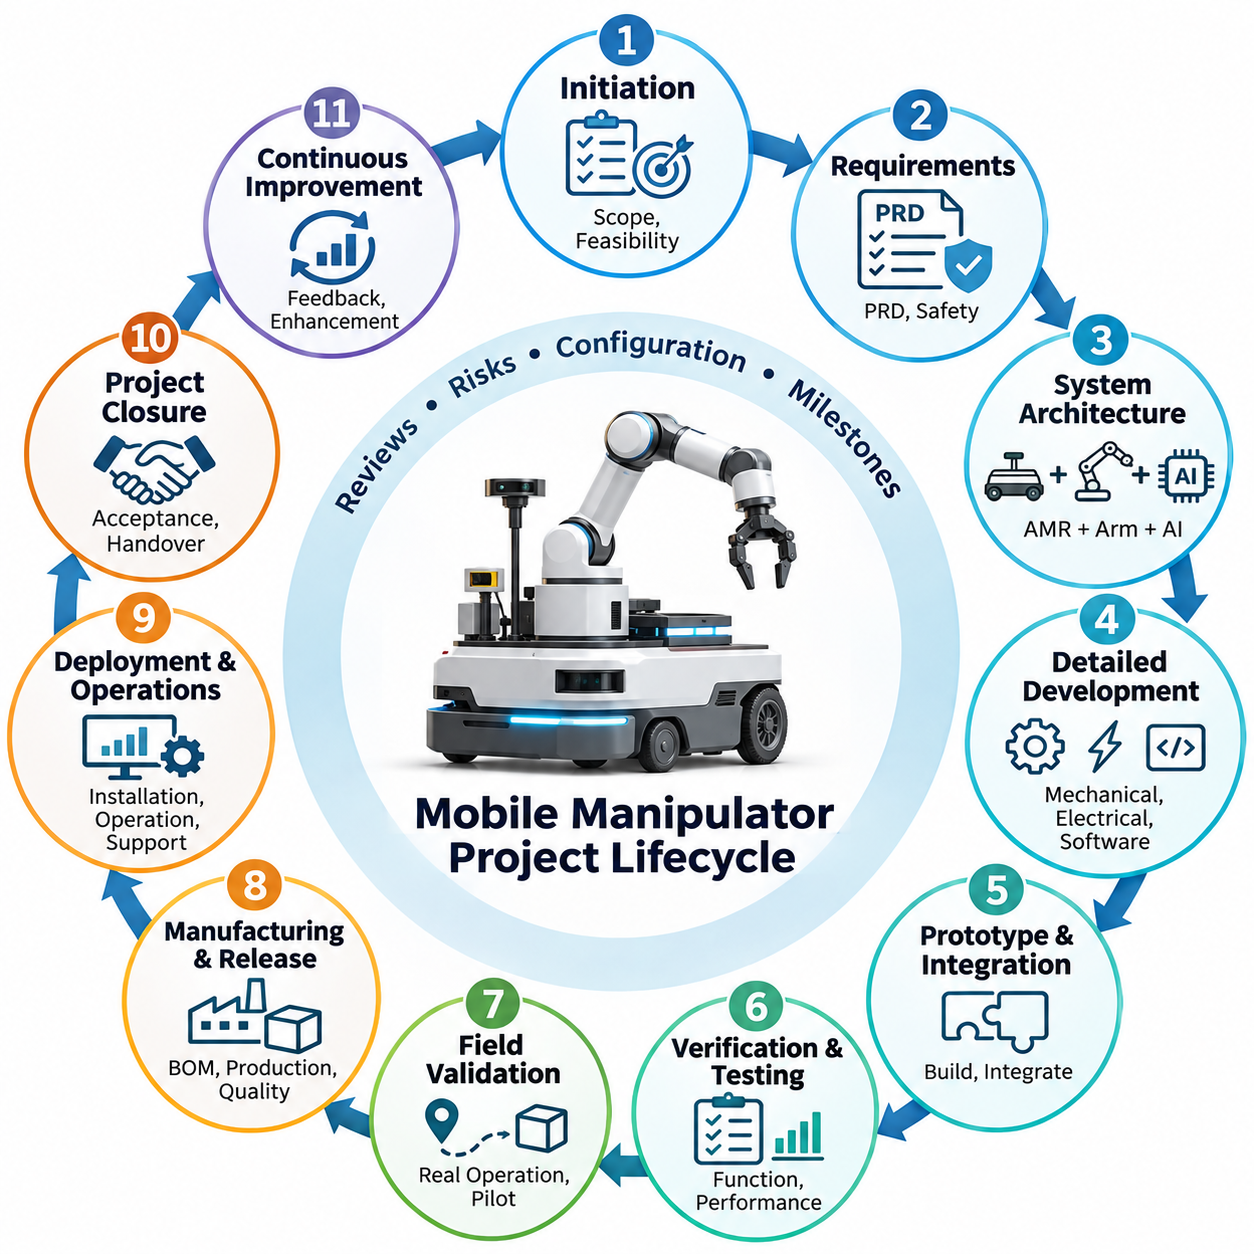 1
Initiation
Scope,
Feasibility
2
Requirements
PRD
PRD, Safety
3
System
Architecture
+ + AI
AMR + Arm + AI
4
Detailed
Development
</>
Mechanical,
Electrical,
Software
5
Prototype &
Integration
Build, Integrate
6
Verification &
Testing
Function,
Performance
7
Field
Validation
Real Operation,
Pilot
8
Manufacturing
& Release
BOM, Production,
Quality
9
Deployment &
Operations
Installation,
Operation,
Support
10
Project
Closure
Acceptance,
Handover
11
Continuous
Improvement
Feedback,
Enhancement
Reviews • Risks • Configuration • Milestones
Mobile Manipulator
Project Lifecycle